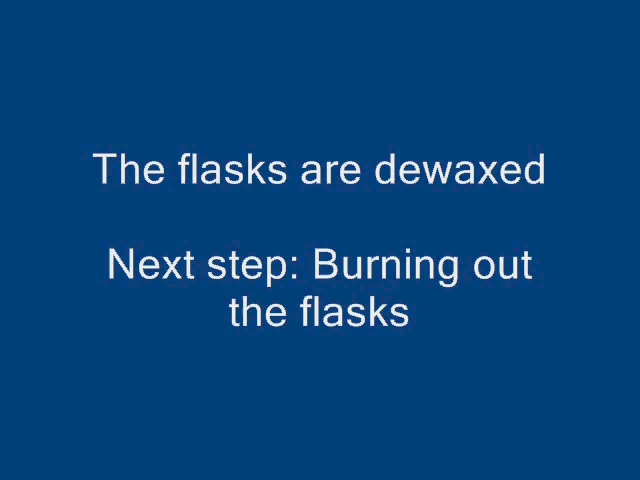 The flasks are dewaxed
Next step: Burning out
the flasks